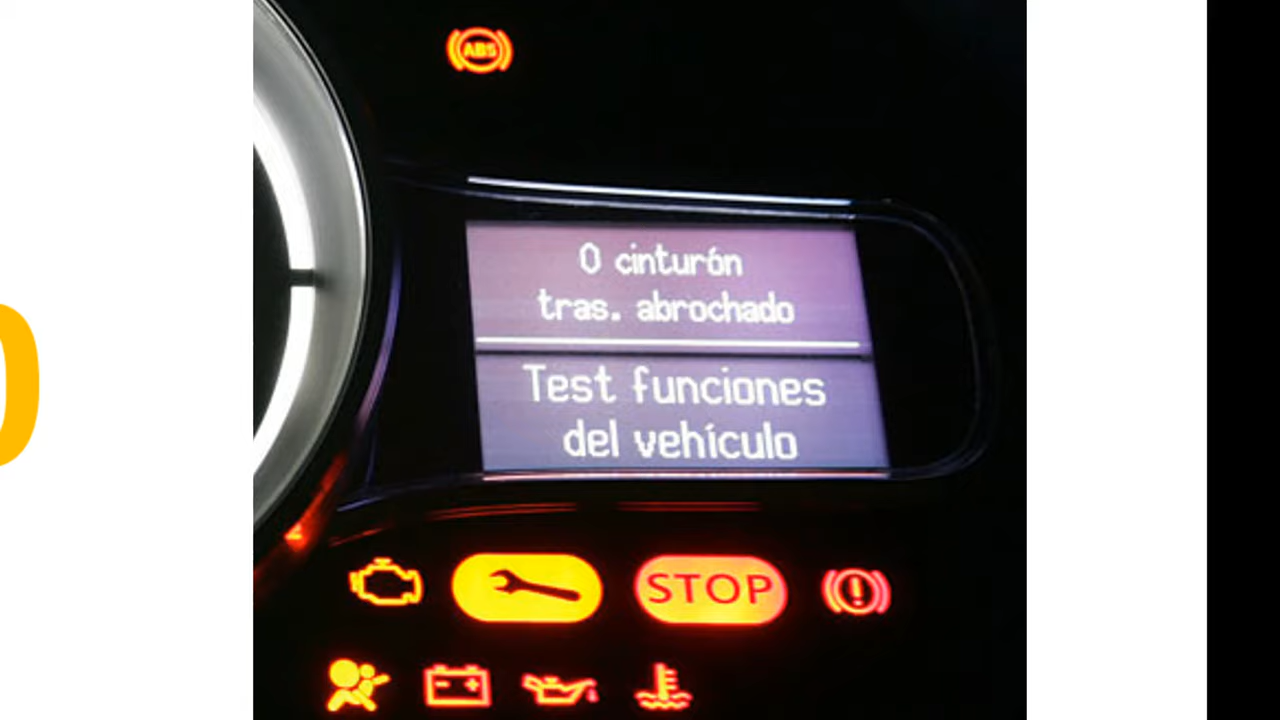 ABS
0 cinturón
tras. abrochado
Test funciones
del vehículo
STOP